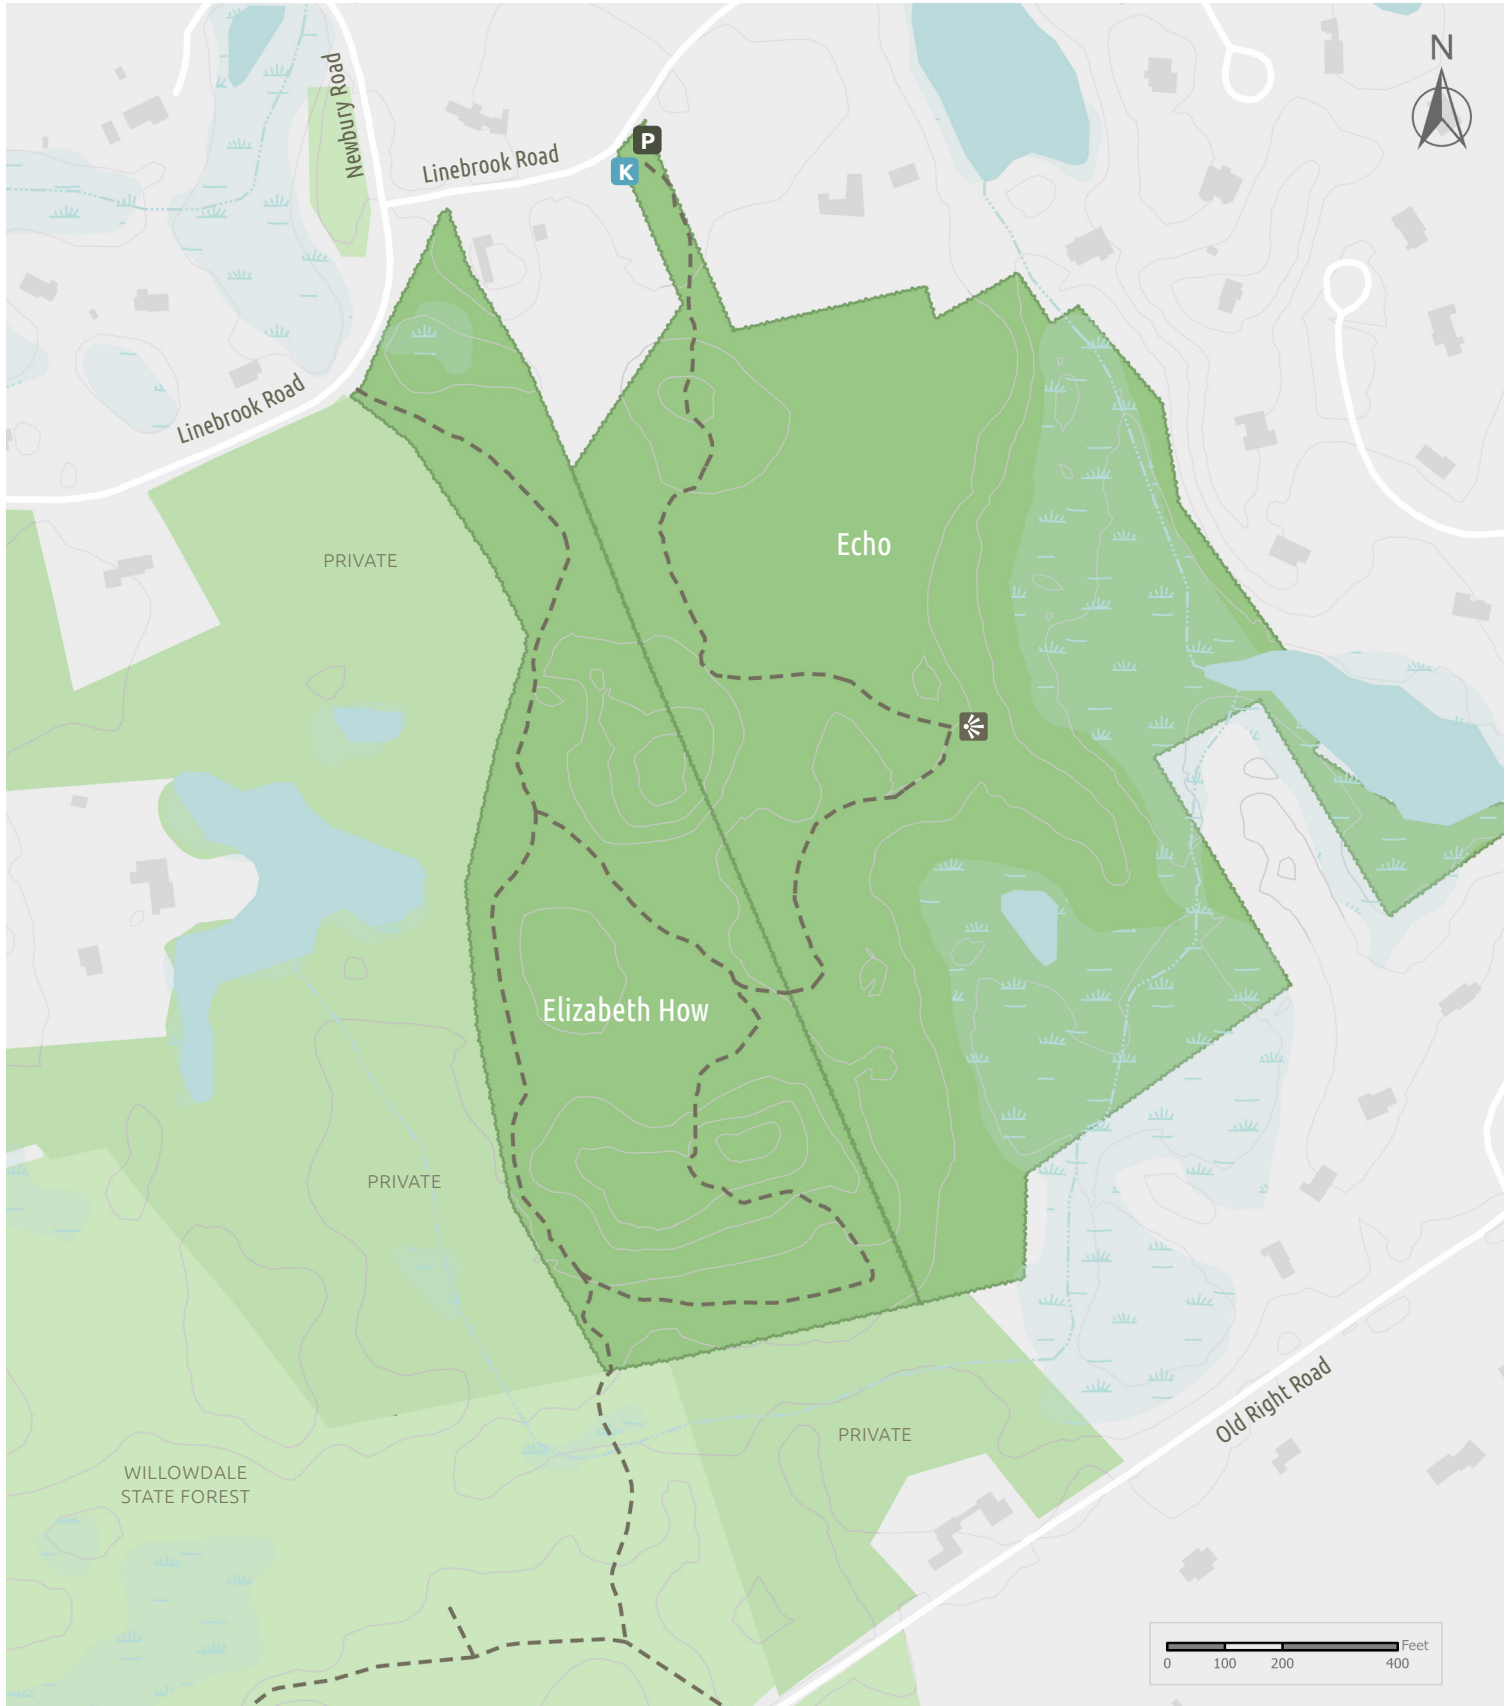 N
Newbury Road
P
Linebrook Road
K
Linebrook Road
Echo
PRIVATE
Elizabeth How
PRIVATE
Old Right Road
PRIVATE
WILLOWDALE
STATE FOREST
Feet
0 100 200 400